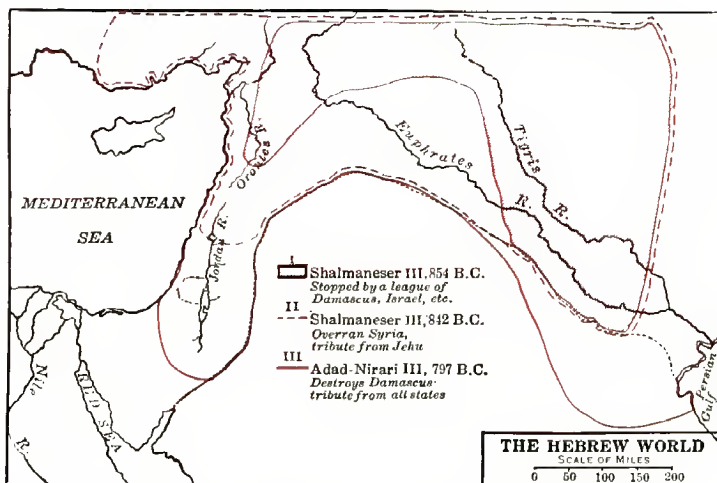 Orontes R.
Euphrates R.
Tigris R.
MEDITERRANEAN
SEA
Jordan R.
I
Shalmaneser III, 854 B.C.
Stopped by a league of
Damascus, Israel, etc.
II
Shalmaneser III, 842 B.C.
Overran Syria,
tribute from Jehu
III
Adad-Nirari III, 797 B.C.
Destroys Damascus-
tribute from all states
Nile
R.
RED SEA
Persian
Gulf
THE HEBREW WORLD
SCALE OF MILES
0 50 100 150 200